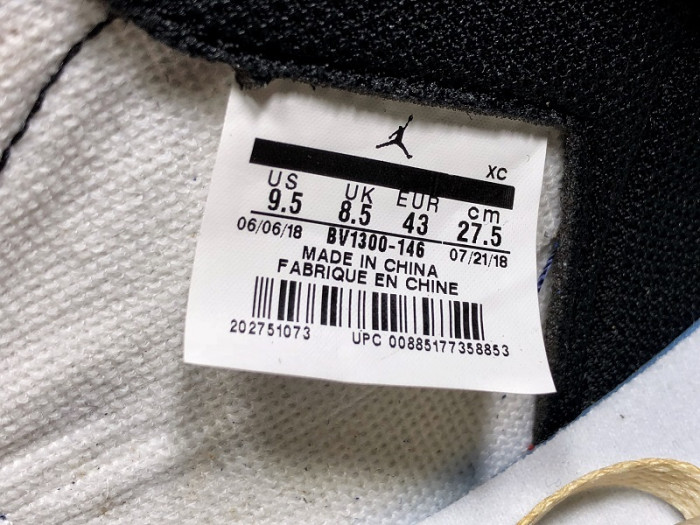 XC
US UK EUR cm
9.5 8.5 43 27.5
06/06/18 BV1300-146 07/21/18
MADE IN CHINA
FABRIQUE EN CHINE
202751073 UPC 00885177358853